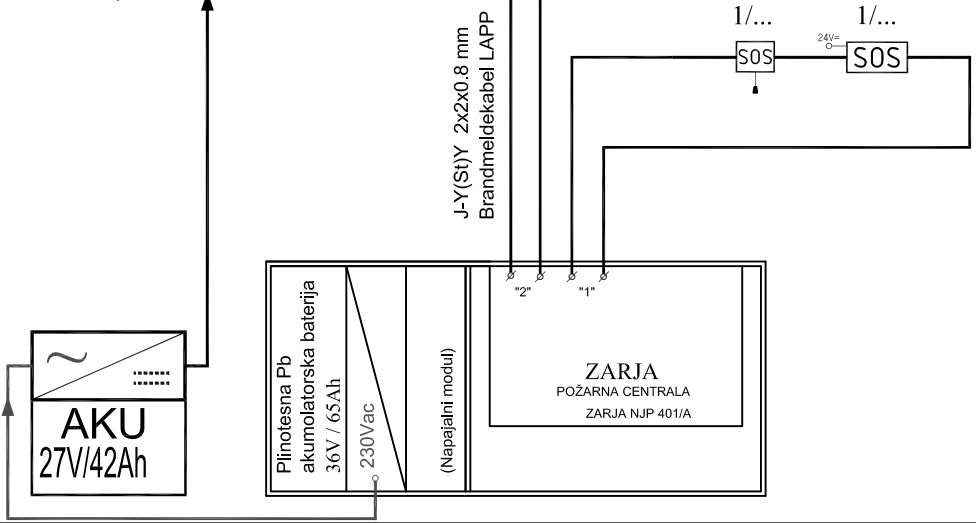 1/...
1/...
24V=
SOS
SOS
J-Y(St)Y 2x2x0.8 mm
Brandmeldekabel LAPP
"2"
"1"
Plinotesna Pb
akumolatorska baterija
36V / 65Ah
230Vac
(Napajalni modul)
ZARJA
POŽARNA CENTRALA
ZARJA NJP 401/A
AKU
27V/42Ah